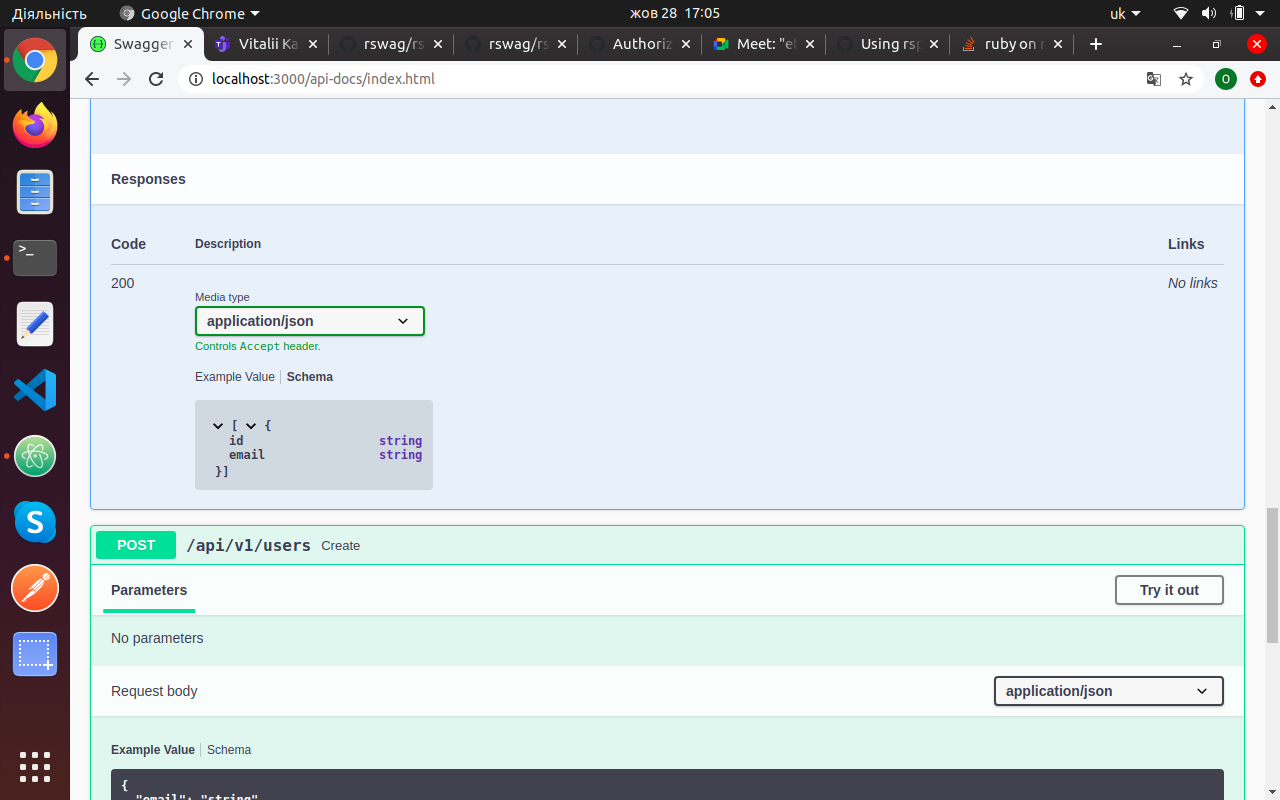 Діяльність Google Chrome жов 28 17:05 uk
Swagger Vitalii Ka rswag/rs rswag/rs Authoriz Meet: "el Using rsp ruby on r
localhost:3000/api-docs/index.html O
Responses
Code Description Links
200 No links
Media type
application/json
Controls Accept header.
Example Value Schema
[ {
id string
email string
}]
POST /api/v1/users Create
Parameters Try it out
No parameters
Request body application/json
Example Value Schema
{
"email": "string"